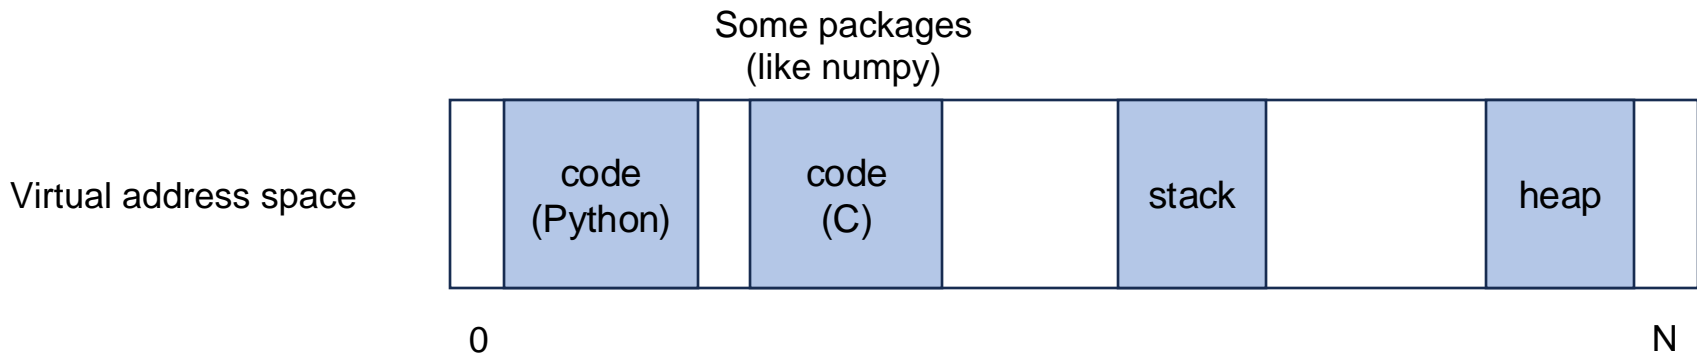 Some packages
(like numpy)
Virtual address space
code
(Python)
code
(C)
stack
heap
0
N